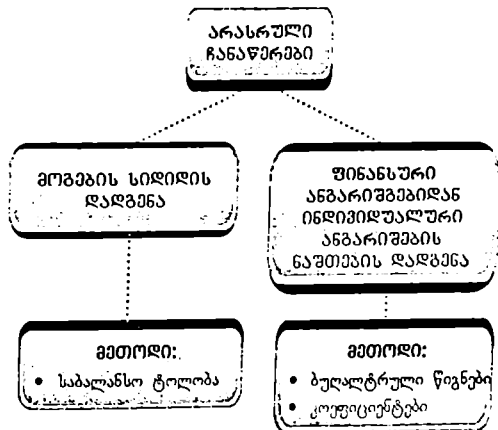 არასრული
ჩანაწერები
მოგების სიდიდის
დადგენა
ფინანსური
ანგარიშგებიდან
ინდივიდუალური
ანგარიშების
ნაშთების დადგენა
მეთოდი:
• საბალანსო ტოლობა
მეთოდი:
• ბუღალტრული წიგნები
• კოეფიციენტები